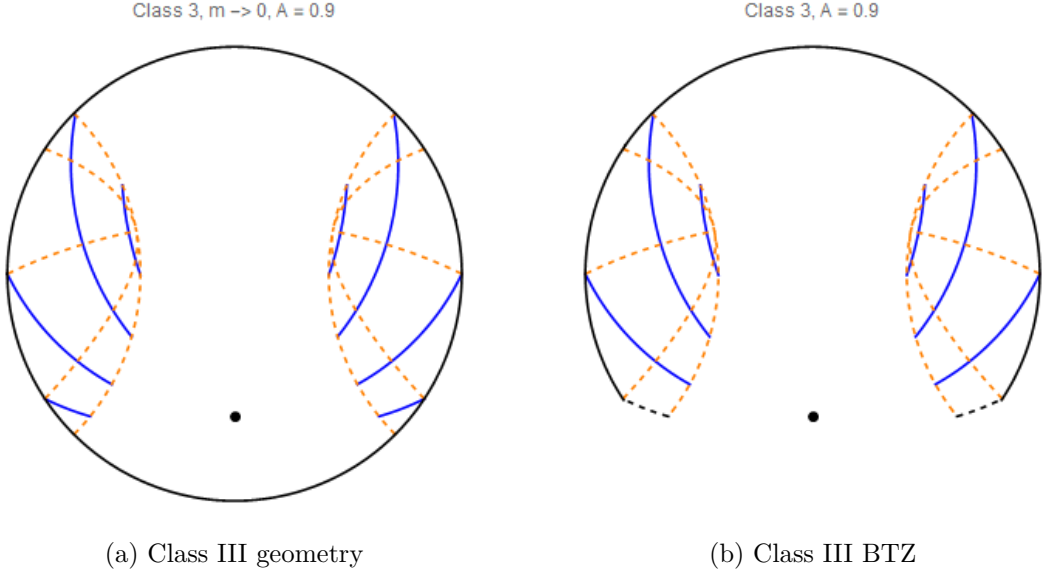 Class 3, m -> 0, A = 0.9
Class 3, A = 0.9
(a) Class III geometry
(b) Class III BTZ